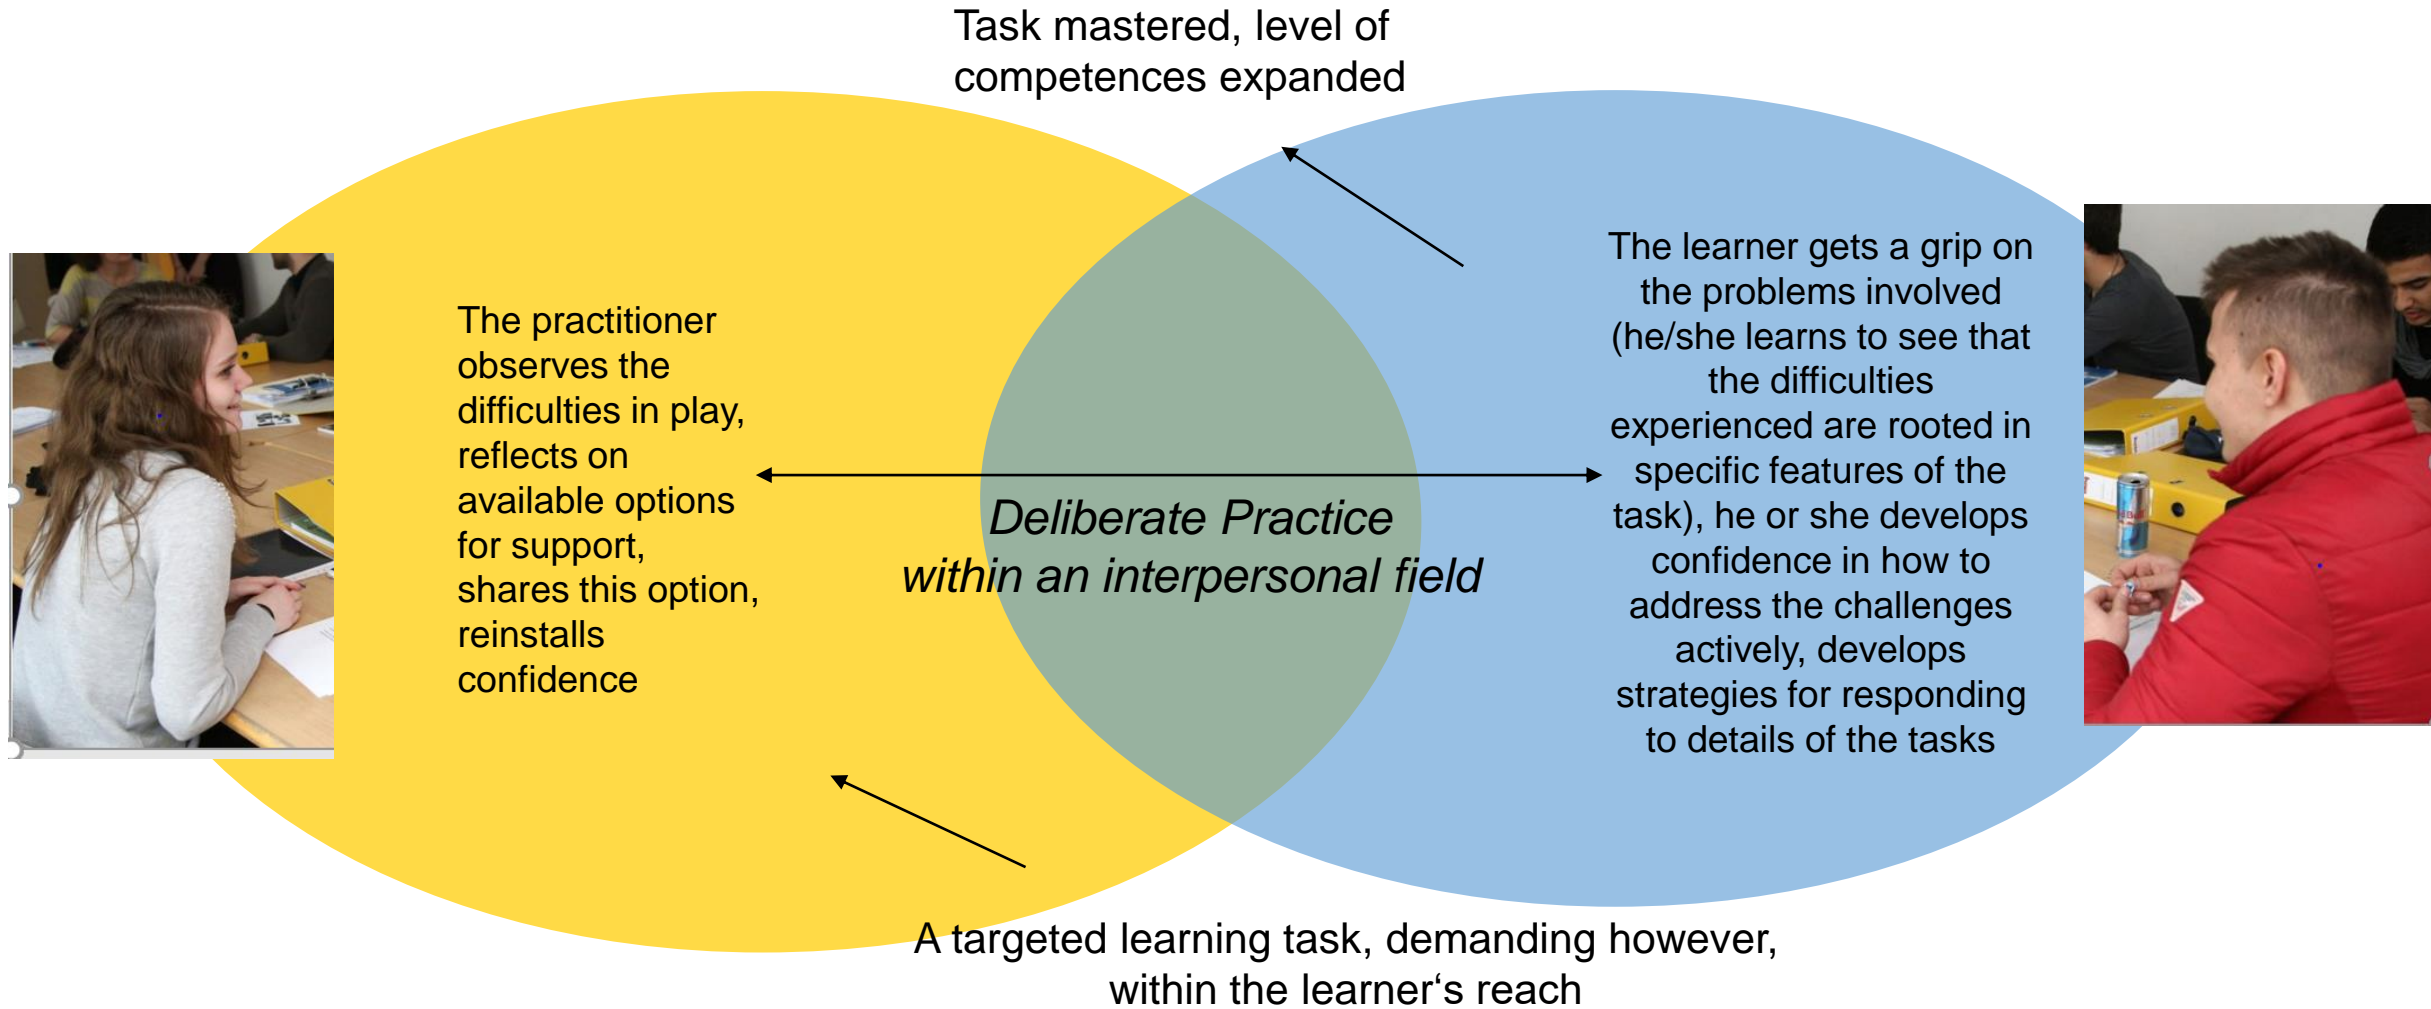 Task mastered, level of
competences expanded
The practitioner
observes the
difficulties in play,
reflects on
available options
for support,
shares this option,
reinstalls
confidence
Deliberate Practice
within an interpersonal field
The learner gets a grip on
the problems involved
(he/she learns to see that
the difficulties
experienced are rooted in
specific features of the
task), he or she develops
confidence in how to
address the challenges
actively, develops
strategies for responding
to details of the tasks
A targeted learning task, demanding however,
within the learner‘s reach